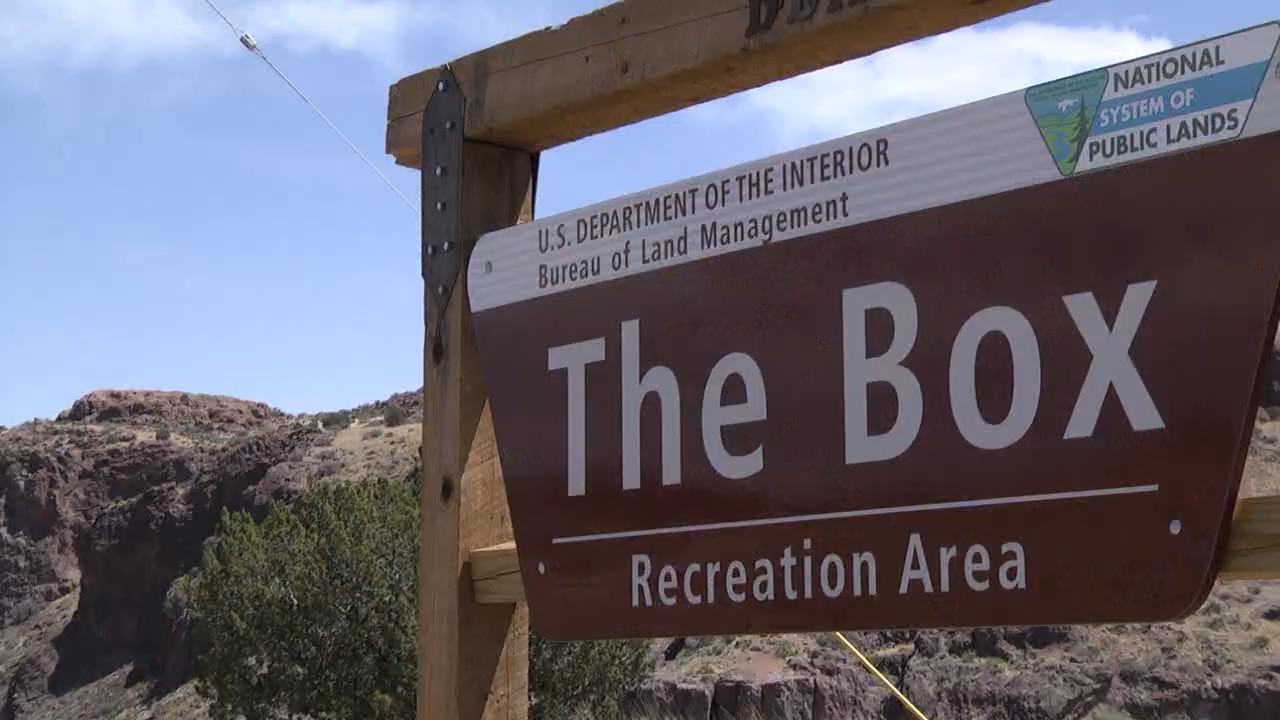 U.S. DEPARTMENT OF THE INTERIOR
Bureau of Land Management
NATIONAL
SYSTEM OF
PUBLIC LANDS
The Box
Recreation Area